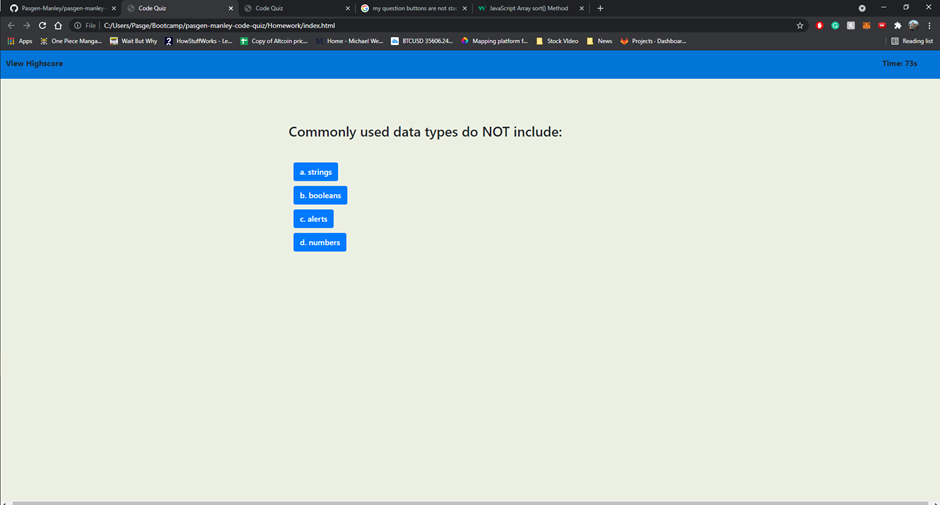 Pasgen-Manley/pasgen-manley- Code Quiz Code Quiz my question buttons are not sta JavaScript Array sort() Method
File C:/Users/Pasge/Bootcamp/pasgen-manley-code-quiz/Homework/index.html
Apps One Piece Manga... Wait But Why HowStuffWorks - Le... Copy of Altcoin pric... Home - Michael We... BTCUSD 35606.24... Mapping platform f... Stock VIdeo News Projects · Dashboar... Reading list
View Highscore Time: 73s
Commonly used data types do NOT include:
a. strings
b. booleans
c. alerts
d. numbers